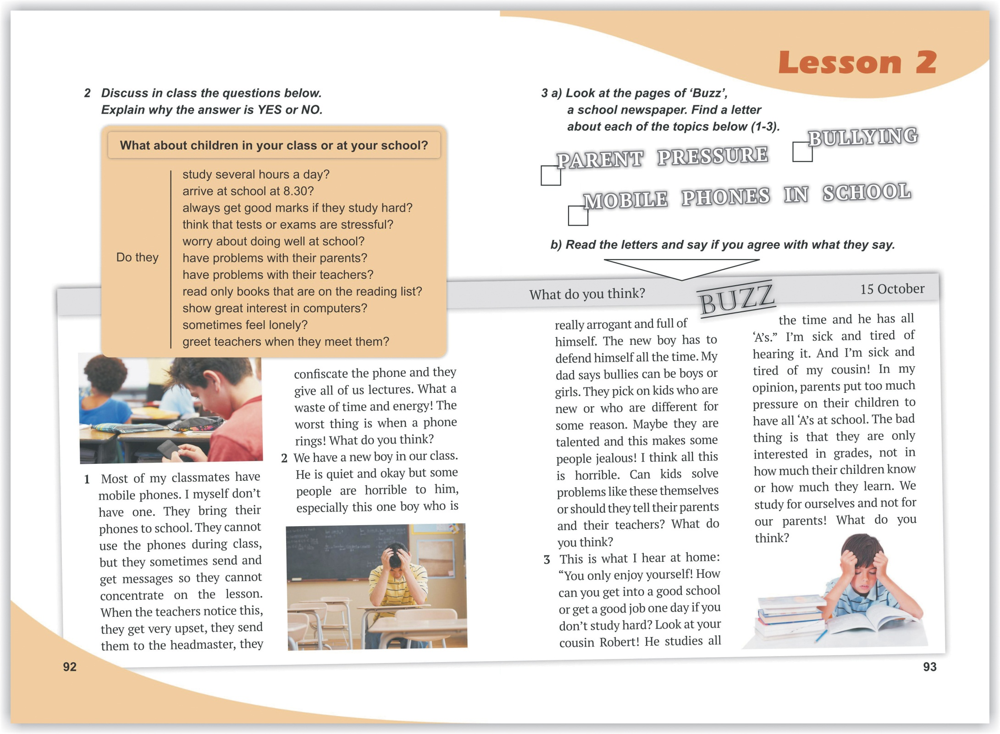 Lesson 2
2 Discuss in class the questions below.
Explain why the answer is YES or NO.
What about children in your class or at your school?
Do they
study several hours a day?
arrive at school at 8.30?
always get good marks if they study hard?
think that tests or exams are stressful?
worry about doing well at school?
have problems with their parents?
have problems with their teachers?
read only books that are on the reading list?
show great interest in computers?
sometimes feel lonely?
greet teachers when they meet them?
3 a) Look at the pages of ‘Buzz’,
a school newspaper. Find a letter
about each of the topics below (1-3).
BULLYING
PARENT PRESSURE
MOBILE PHONES IN SCHOOL
b) Read the letters and say if you agree with what they say.
What do you think?
BUZZ
15 October
1 Most of my classmates have
mobile phones. I myself don’t
have one. They bring their
phones to school. They cannot
use the phones during class,
but they sometimes send and
get messages so they cannot
concentrate on the lesson.
When the teachers notice this,
they get very upset, they send
them to the headmaster, they
confiscate the phone and they
give all of us lectures. What a
waste of time and energy! The
worst thing is when a phone
rings! What do you think?
2 We have a new boy in our class.
He is quiet and okay but some
people are horrible to him,
especially this one boy who is
really arrogant and full of
himself. The new boy has to
defend himself all the time. My
dad says bullies can be boys or
girls. They pick on kids who are
new or who are different for
some reason. Maybe they are
talented and this makes some
people jealous! I think all this
is horrible. Can kids solve
problems like these themselves
or should they tell their parents
and their teachers? What do
you think?
3 This is what I hear at home:
“You only enjoy yourself! How
can you get into a good school
or get a good job one day if you
don’t study hard? Look at your
cousin Robert! He studies all
the time and he has all
‘A’s.” I’m sick and tired of
hearing it. And I’m sick and
tired of my cousin! In my
opinion, parents put too much
pressure on their children to
have all ‘A’s at school. The bad
thing is that they are only
interested in grades, not in
how much their children know
or how much they learn. We
study for ourselves and not for
our parents! What do you
think?
92
93